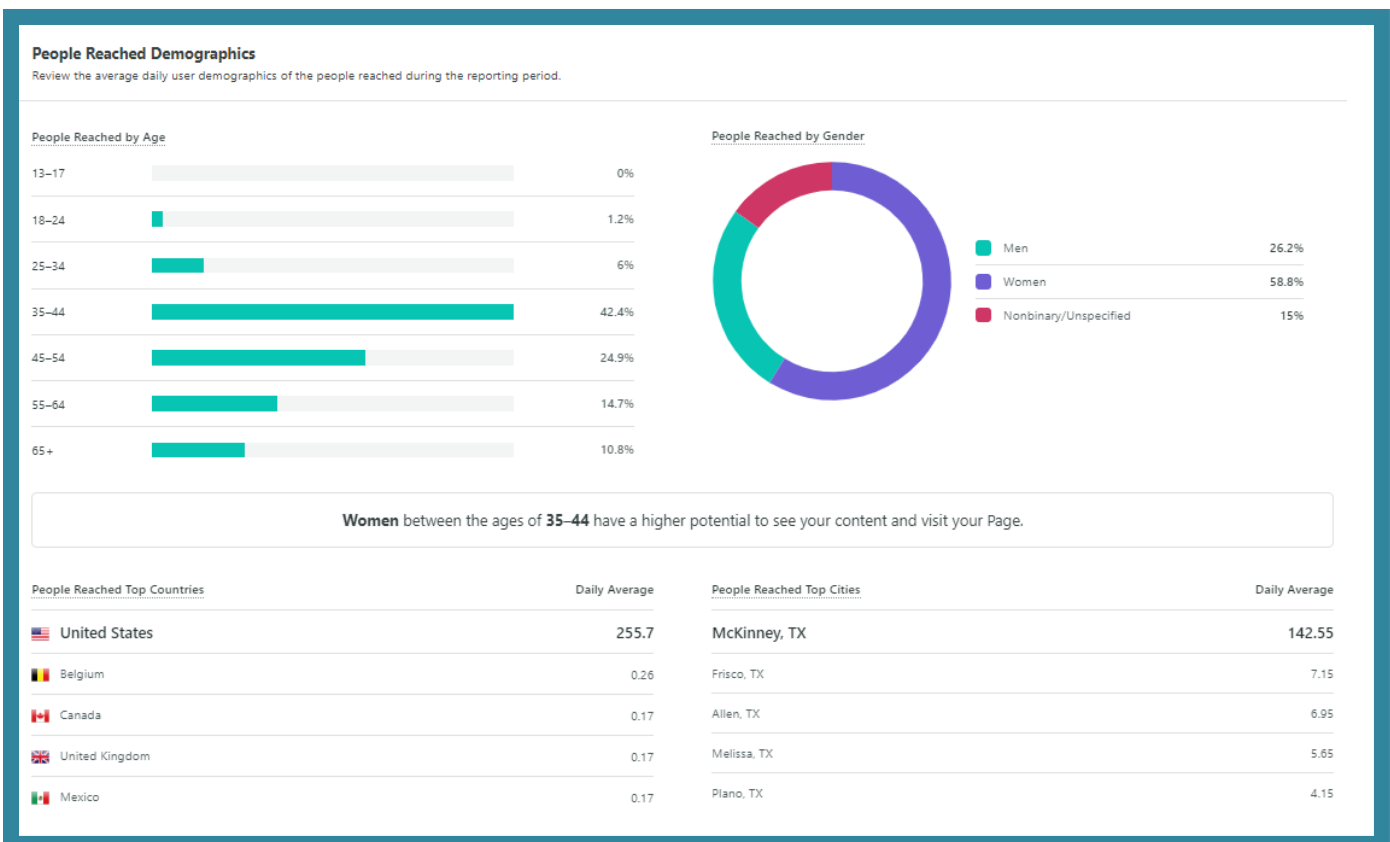 People Reached Demographics
Review the average daily user demographics of the people reached during the reporting period.
People Reached by Age
13–17 0%
18–24 1.2%
25–34 6%
35–44 42.4%
45–54 24.9%
55–64 14.7%
65+ 10.8%
People Reached by Gender
Men 26.2%
Women 58.8%
Nonbinary/Unspecified 15%
Women between the ages of 35–44 have a higher potential to see your content and visit your Page.
People Reached Top Countries Daily Average
United States 255.7
Belgium 0.26
Canada 0.17
United Kingdom 0.17
Mexico 0.17
People Reached Top Cities Daily Average
McKinney, TX 142.55
Frisco, TX 7.15
Allen, TX 6.95
Melissa, TX 5.65
Plano, TX 4.15